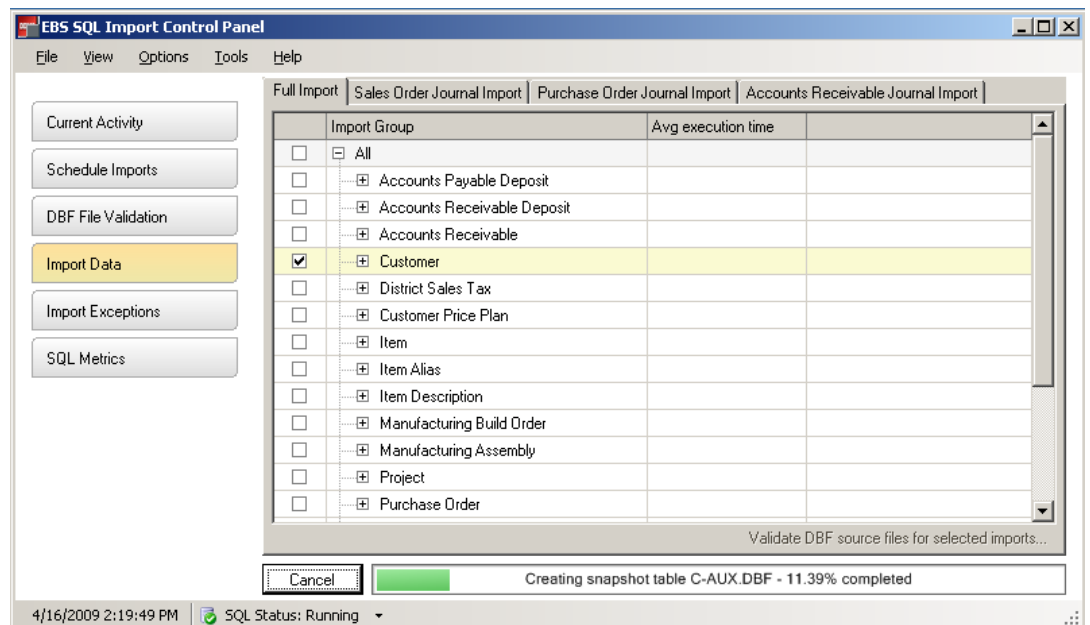 EBS SQL Import Control Panel
File View Options Tools Help
Full Import Sales Order Journal Import Purchase Order Journal Import Accounts Receivable Journal Import
Current Activity
Schedule Imports
DBF File Validation
Import Data
Import Exceptions
SQL Metrics
Import Group Avg execution time
All
Accounts Payable Deposit
Accounts Receivable Deposit
Accounts Receivable
Customer
District Sales Tax
Customer Price Plan
Item
Item Alias
Item Description
Manufacturing Build Order
Manufacturing Assembly
Project
Purchase Order
Validate DBF source files for selected imports...
Cancel Creating snapshot table C-AUX.DBF - 11.39% completed
4/16/2009 2:19:49 PM SQL Status: Running